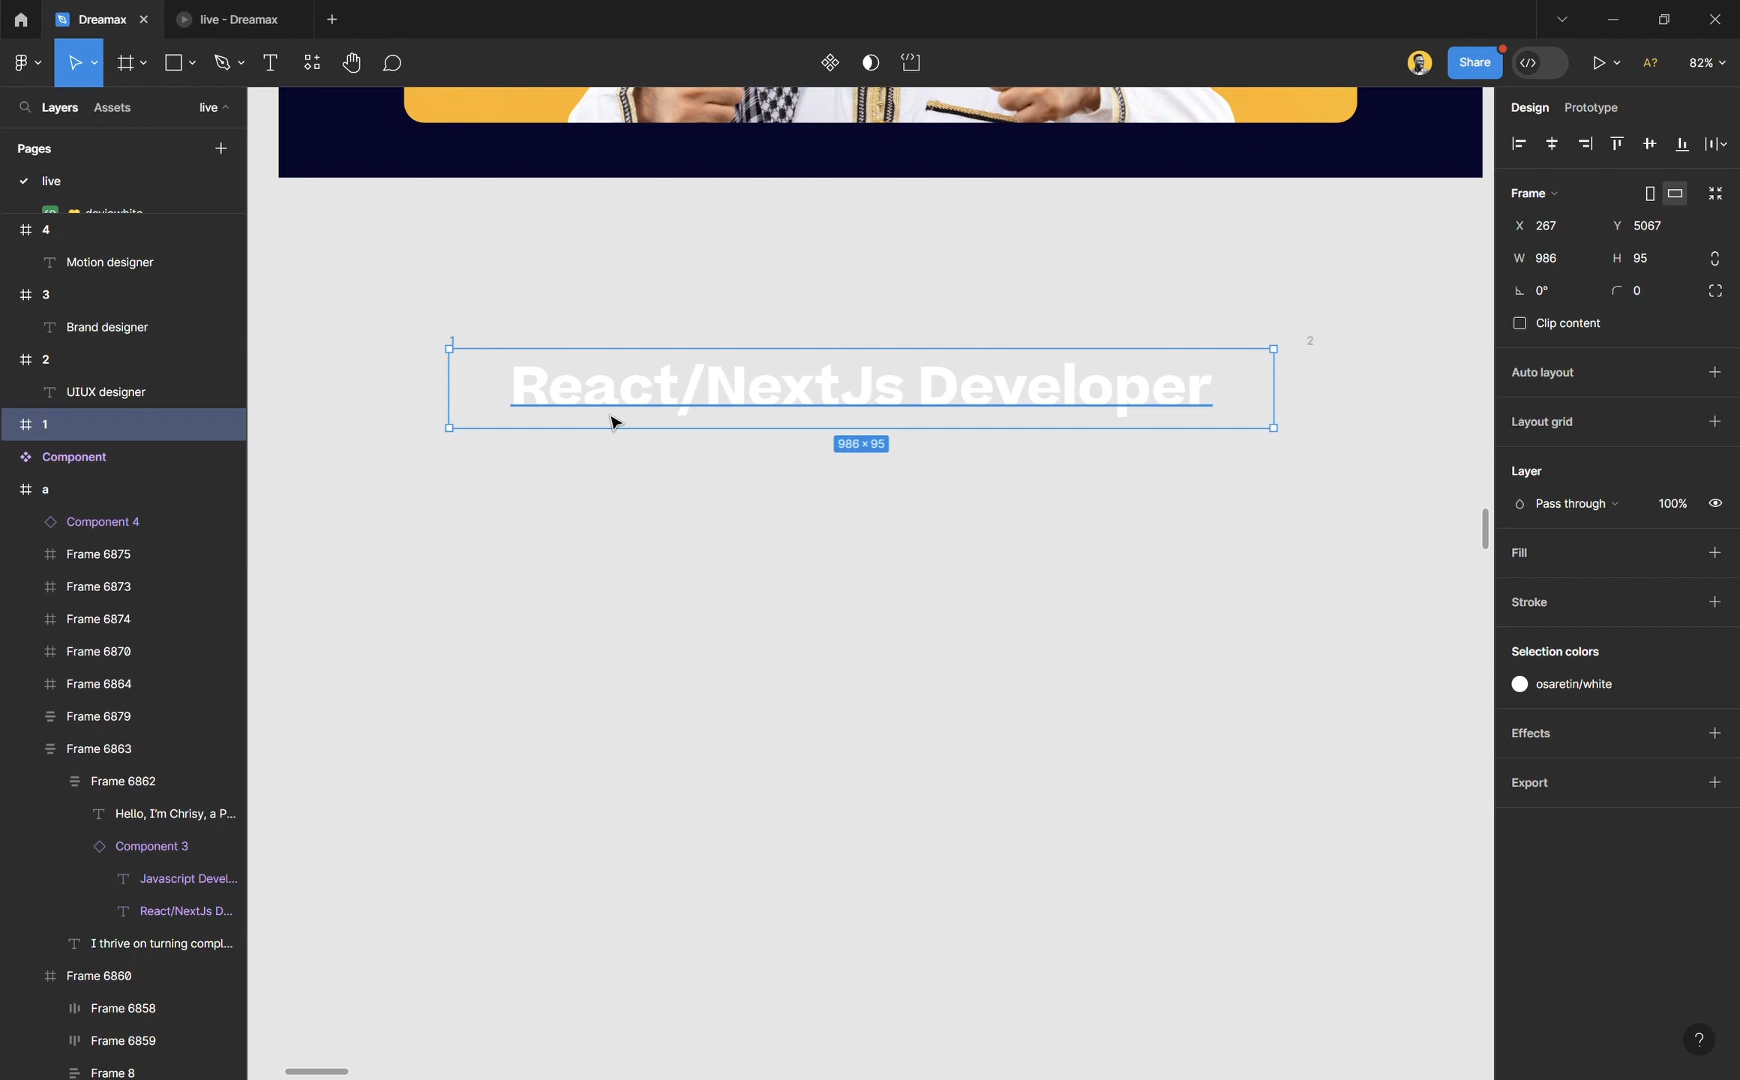 Dreamax
live - Dreamax
Share
A?
82%
Layers
Assets
live
Pages
live
4
Motion designer
3
Brand designer
2
UIUX designer
1
Component
a
Component 4
Frame 6875
Frame 6873
Frame 6874
Frame 6870
Frame 6864
Frame 6879
Frame 6863
Frame 6862
Hello, I'm Chrisy, a P...
Component 3
Javascript Devel...
React/NextJs D...
I thrive on turning compl...
Frame 6860
Frame 6858
Frame 6859
Frame 8
1
2
React/NextJs Developer
986 × 95
Design
Prototype
Frame
X 267
Y 5067
W 986
H 95
0°
0
Clip content
Auto layout
Layout grid
Layer
Pass through
100%
Fill
Stroke
Selection colors
osaretin/white
Effects
Export
?